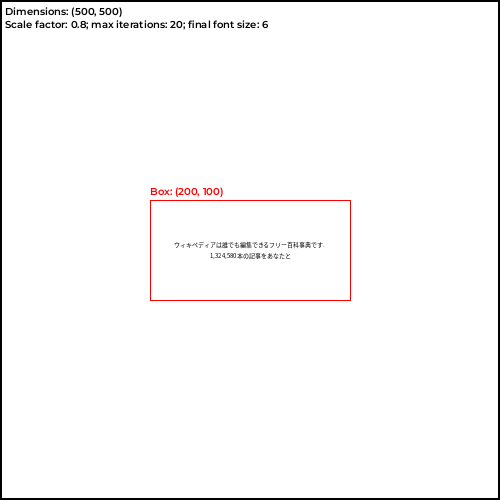 Dimensions: (500, 500)
Scale factor: 0.8; max iterations: 20; final font size: 6
Box: (200, 100)
ウィキペディアは誰でも編集できるフリー百科事典です.
1,324,580本の記事をあなたと